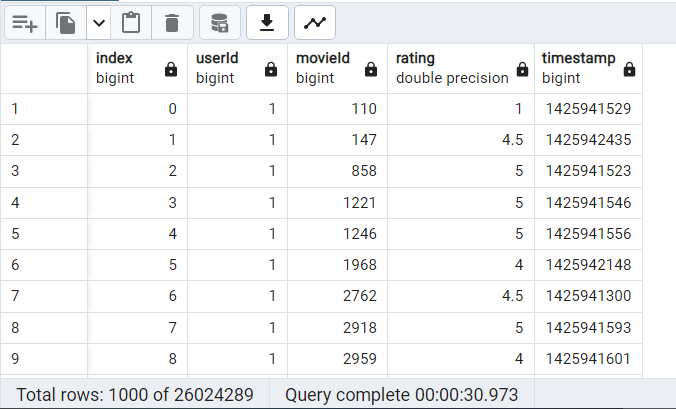 index userId movieId rating timestamp
bigint bigint bigint double precision bigint
1 0 1 110 1 1425941529
2 1 1 147 4.5 1425942435
3 2 1 858 5 1425941523
4 3 1 1221 5 1425941546
5 4 1 1246 5 1425941556
6 5 1 1968 4 1425942148
7 6 1 2762 4.5 1425941300
8 7 1 2918 5 1425941593
9 8 1 2959 4 1425941601
Total rows: 1000 of 26024289 Query complete 00:00:30.973